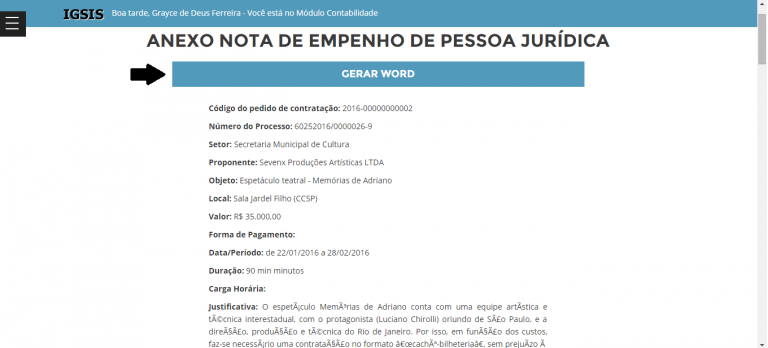 IGSIS Boa tarde, Grayce de Deus Ferreira - Você está no Módulo Contabilidade
ANEXO NOTA DE EMPENHO DE PESSOA JURÍDICA
GERAR WORD
Código do pedido de contratação: 2016-00000000002
Número do Processo: 60252016/0000026-9
Setor: Secretaria Municipal de Cultura
Proponente: Sevenx Produções Artísticas LTDA
Objeto: Espetáculo teatral - Memórias de Adriano
Local: Sala Jardel Filho (CCSP)
Valor: R$ 35.000,00
Forma de Pagamento:
Data/Período: de 22/01/2016 a 28/02/2016
Duração: 90 min minutos
Carga Horária:
Justificativa: O espetÃ¡culo MemÃ³rias de Adriano conta com uma equipe artÃ­stica e
tÃ©cnica interestadual, com o protagonista (Luciano Chirolli) oriundo de SÃ£o Paulo, e a
direÃ§Ã£o, produÃ§Ã£o e tÃ©cnica do Rio de Janeiro. Por isso, em funÃ§Ã£o dos custos,
faz-se necessÃ¡rio uma contrataÃ§Ã£o no formato â€œcachÃª-bilheteriaâ€, sem prejuÃ­zo Ã